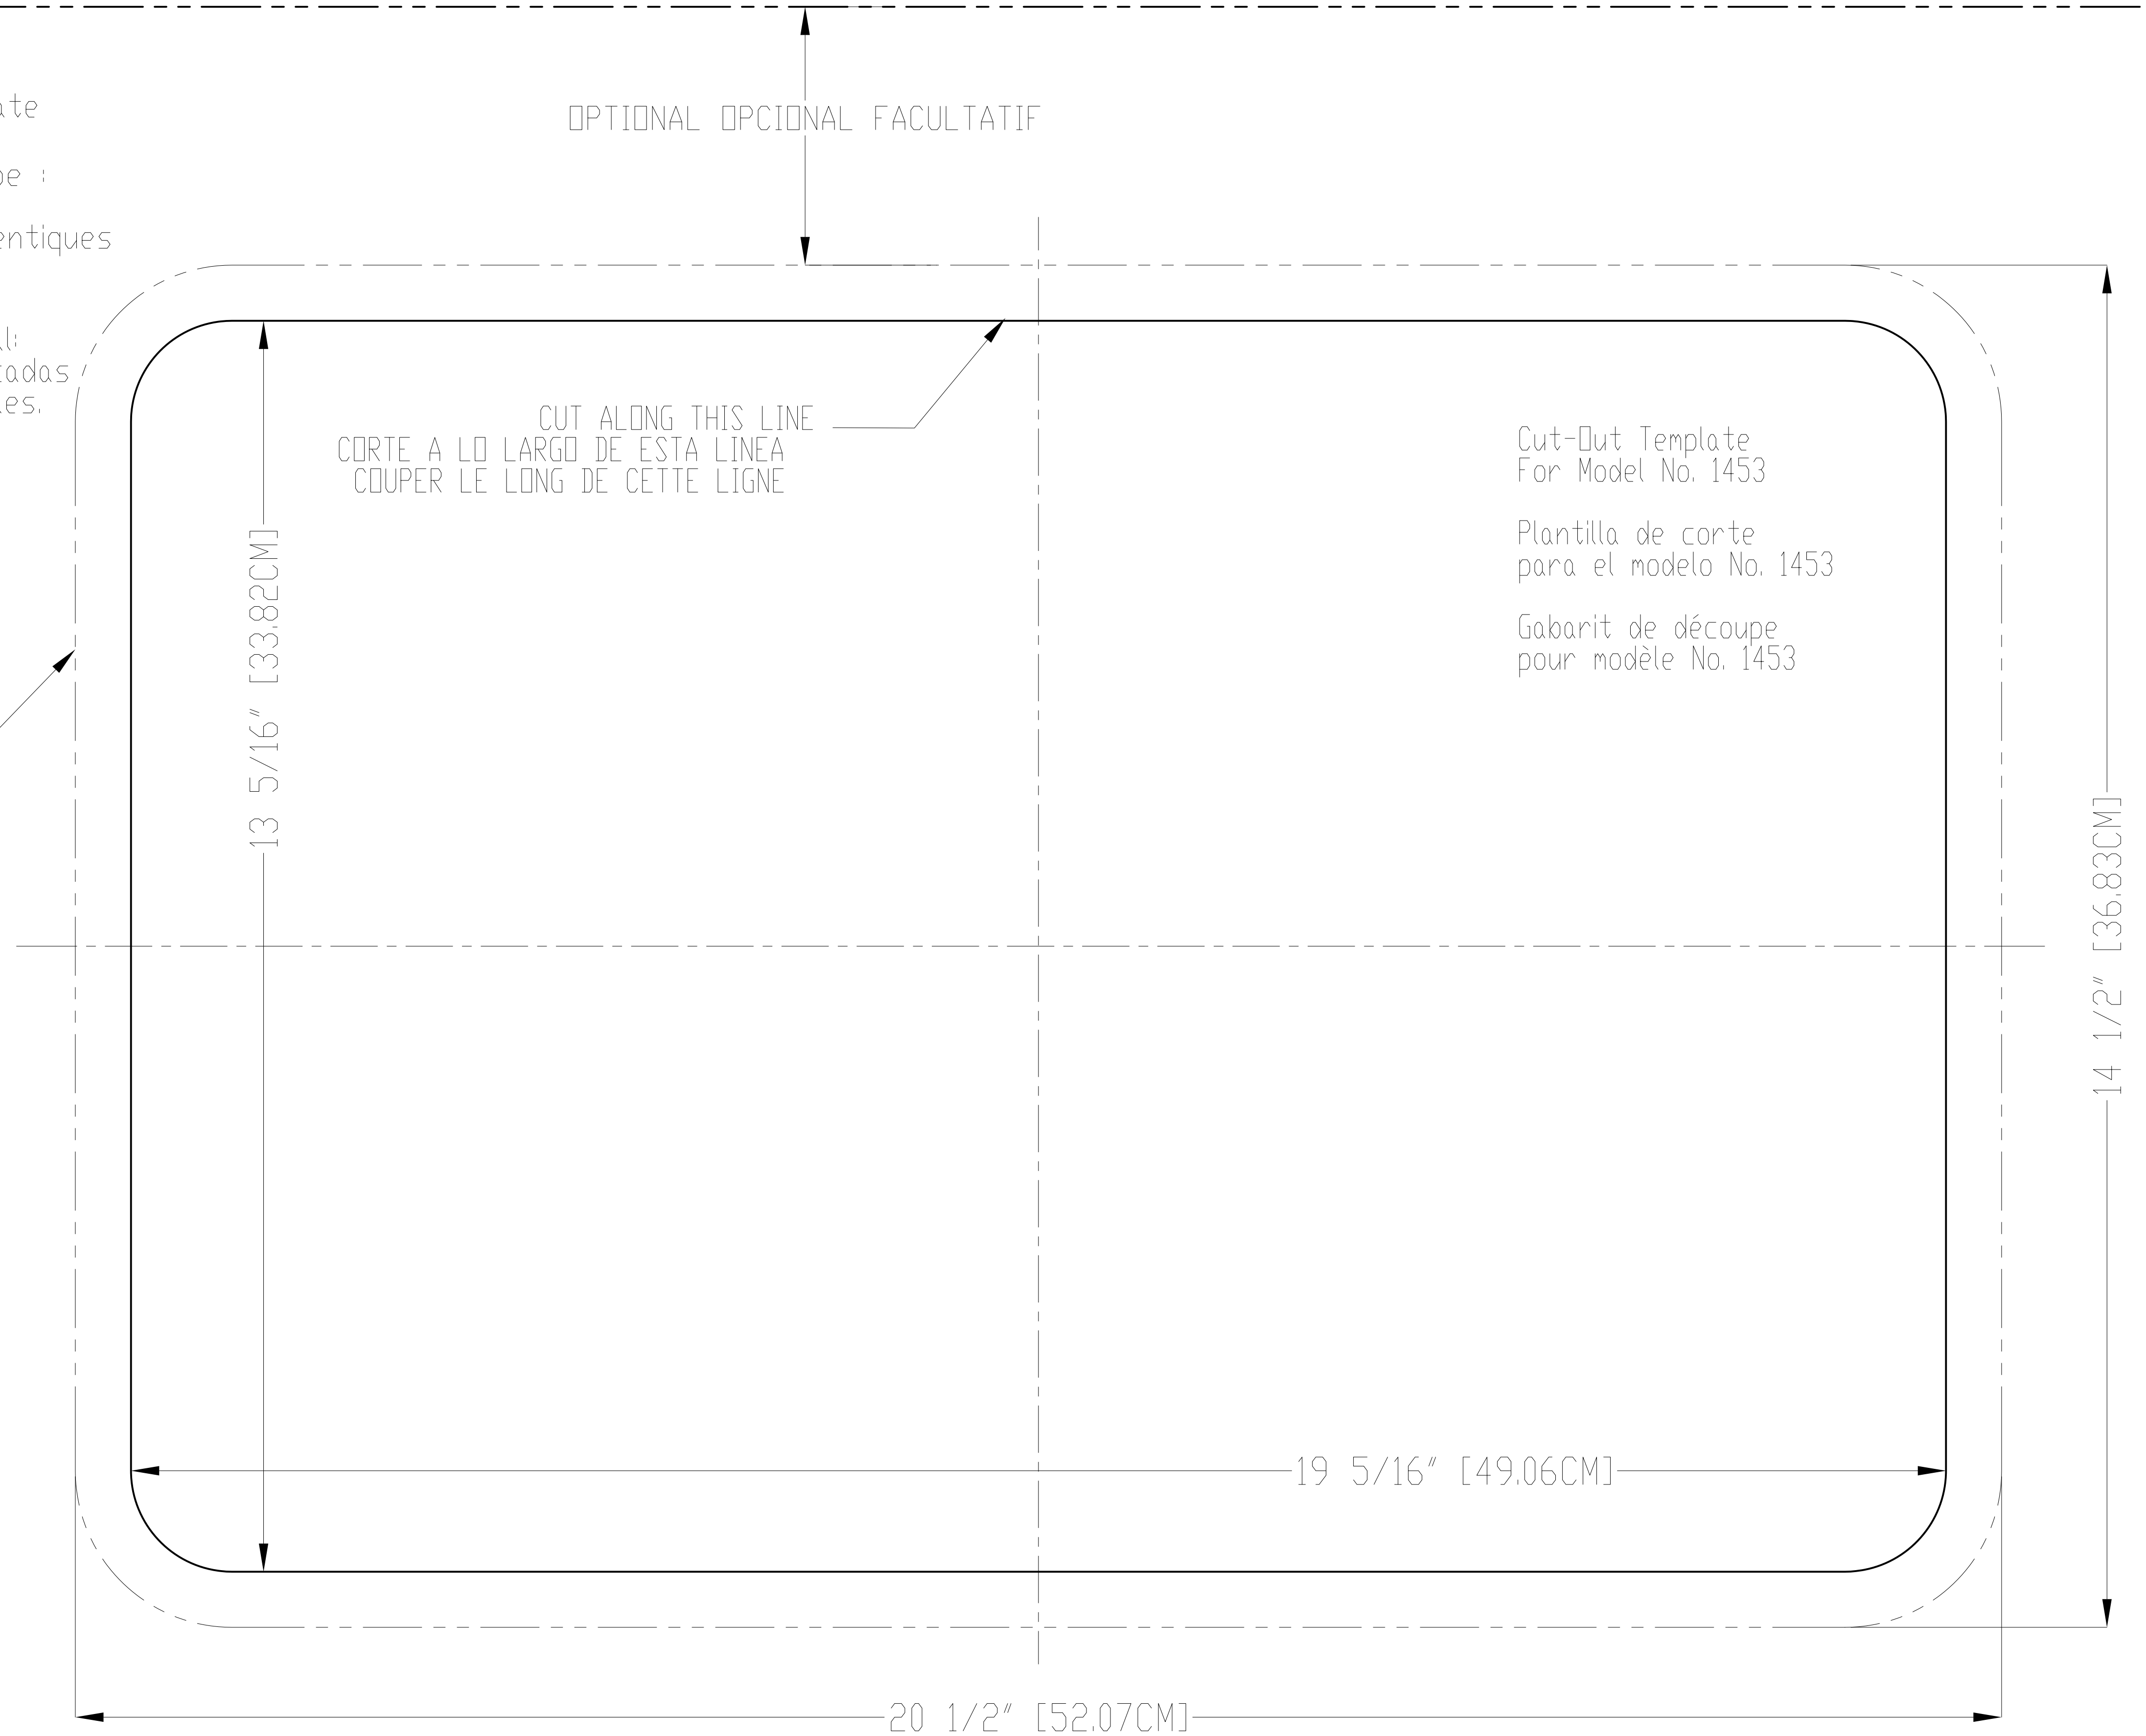 OPTIONAL OPCIONAL FACULTATIF
CUT ALONG THIS LINE
CORTE A LO LARGO DE ESTA LINEA
COUPER LE LONG DE CETTE LIGNE
Cut-Out Template
For Model No. 1453
Plantilla de corte
para el modelo No. 1453
Gabarit de découpe
pour modèle No. 1453
13 5/16" [33.82CM]
14 1/2" [36.83CM]
19 5/16" [49.06CM]
20 1/2" [52.07CM]